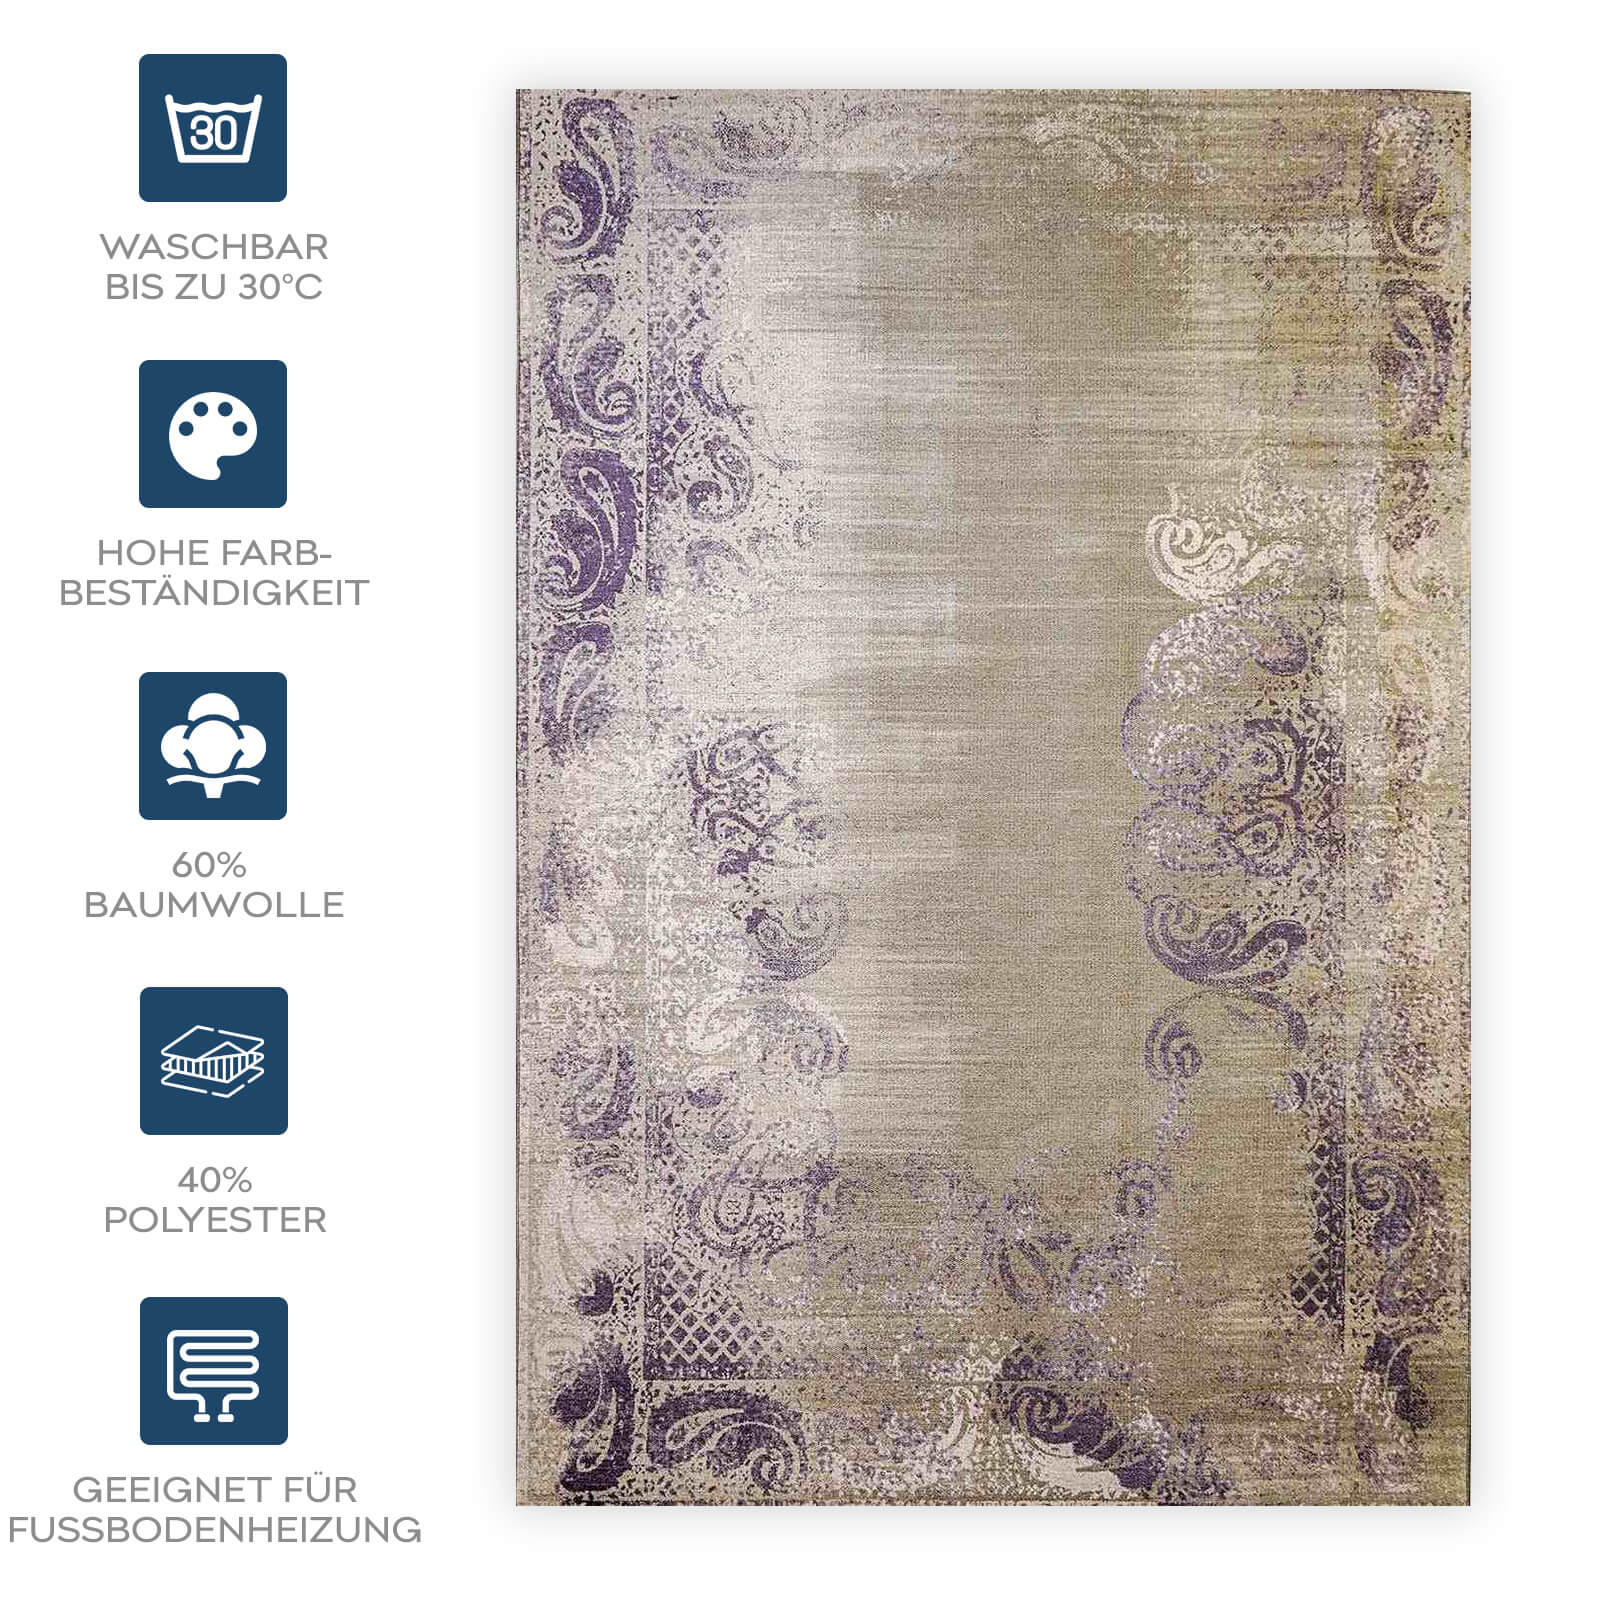 30
WASCHBAR
BIS ZU 30°C
HOHE FARB-
BESTÄNDIGKEIT
60%
BAUMWOLLE
40%
POLYESTER
GEEIGNET FÜR
FUSSBODENHEIZUNG